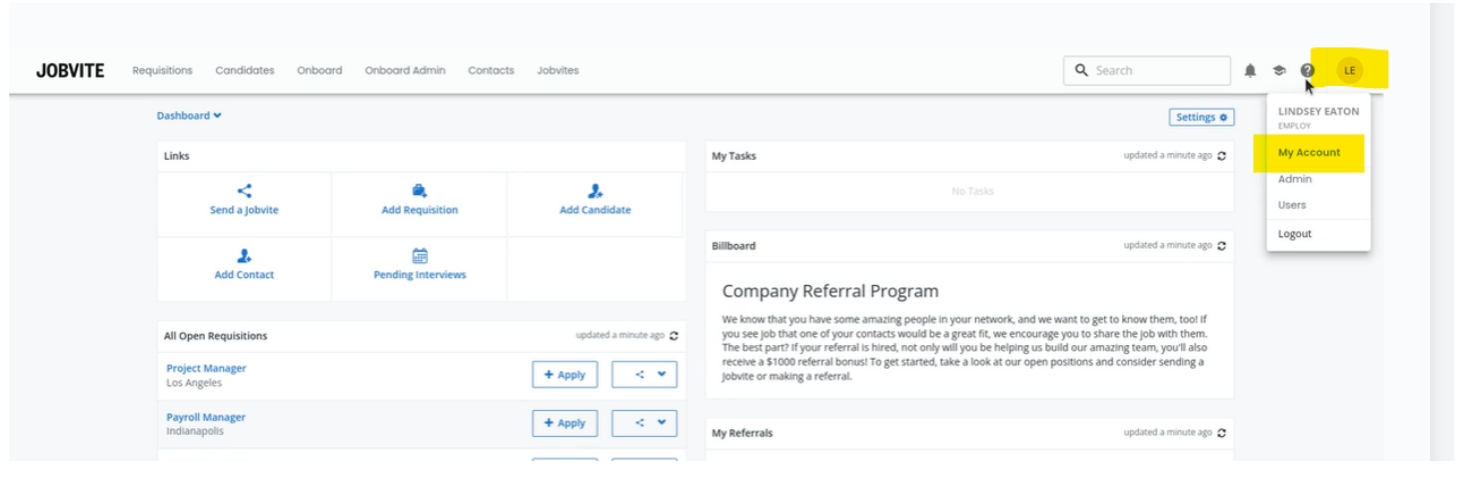 JOBVITE Requisitions Candidates Onboard Onboard Admin Contacts Jobvites Search LE
LINDSEY EATON
EMPLOY
My Account
Admin
Users
Logout
Dashboard
Settings
Links
Send a Jobvite Add Requisition Add Candidate
Add Contact Pending Interviews
All Open Requisitions updated a minute ago
Project Manager
Los Angeles
+ Apply
Payroll Manager
Indianapolis
+ Apply
My Tasks updated a minute ago
No Tasks
Billboard updated a minute ago
Company Referral Program
We know that you have some amazing people in your network, and we want to get to know them, too! If
you see job that one of your contacts would be a great fit, we encourage you to share the job with them.
The best part? If your referral is hired, not only will you be helping us build our amazing team, you'll also
receive a $1000 referral bonus! To get started, take a look at our open positions and consider sending a
Jobvite or making a referral.
My Referrals updated a minute ago